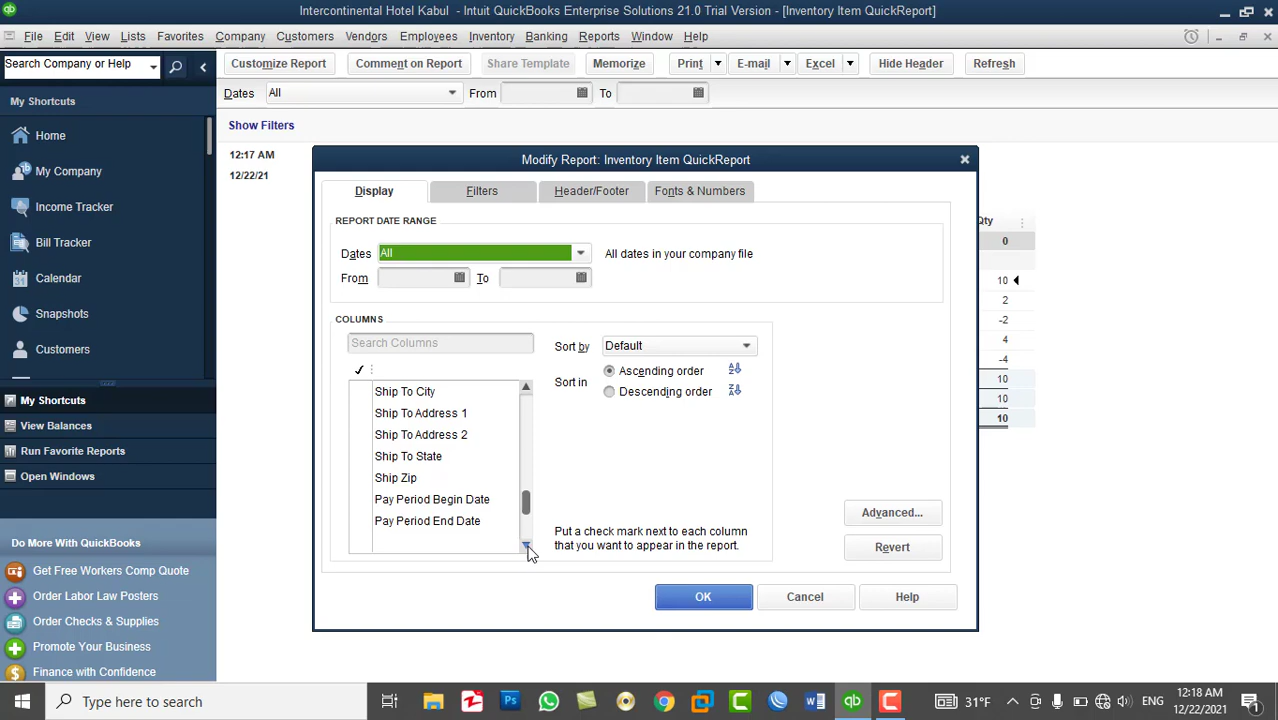 Intercontinental Hotel Kabul - Intuit QuickBooks Enterprise Solutions 21.0 Trial Version - [Inventory Item QuickReport]
File Edit View Lists Favorites Company Customers Vendors Employees Inventory Banking Reports Window Help
Search Company or Help
Customize Report Comment on Report Share Template Memorize Print E-mail Excel Hide Header Refresh
Dates All From To
My Shortcuts
Show Filters
Home
My Company
Income Tracker
Bill Tracker
Calendar
Snapshots
Customers
My Shortcuts
View Balances
Run Favorite Reports
Open Windows
Do More With QuickBooks
Get Free Workers Comp Quote
Order Labor Law Posters
Order Checks & Supplies
Promote Your Business
Finance with Confidence
12:17 AM
12/22/21
Modify Report: Inventory Item QuickReport
Display Filters Header/Footer Fonts & Numbers
REPORT DATE RANGE
Dates All All dates in your company file
From To
COLUMNS
Search Columns
Sort by Default
Sort in Ascending order
Descending order
Ship To City
Ship To Address 1
Ship To Address 2
Ship To State
Ship Zip
Pay Period Begin Date
Pay Period End Date
Put a check mark next to each column
that you want to appear in the report.
Advanced...
Revert
OK Cancel Help
Qty
0
10
2
-2
4
-4
10
10
10
Type here to search
31°F
ENG
12:18 AM
12/22/2021
1